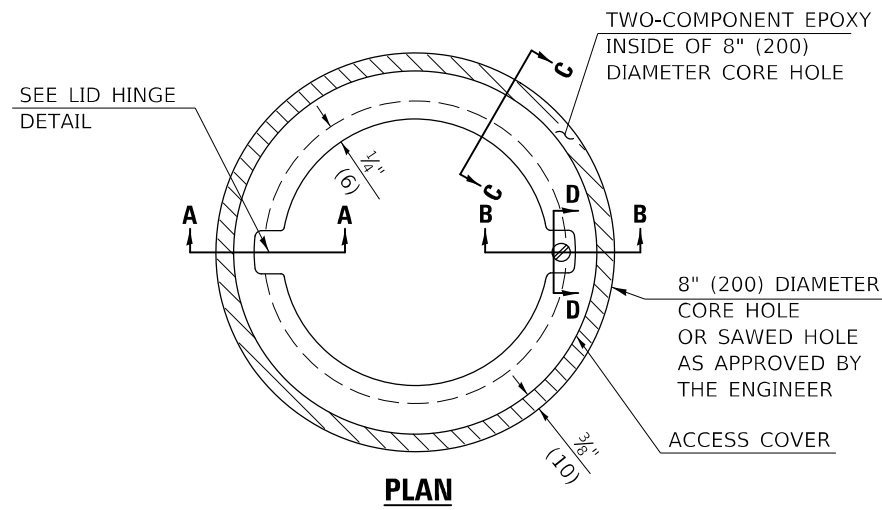 TWO-COMPONENT EPOXY
INSIDE OF 8" (200)
DIAMETER CORE HOLE
SEE LID HINGE
DETAIL
C
C
1/4"
(6)
A
A
B
B
D
D
8" (200) DIAMETER
CORE HOLE
OR SAWED HOLE
AS APPROVED BY
THE ENGINEER
ACCESS COVER
3/8"
(10)
PLAN